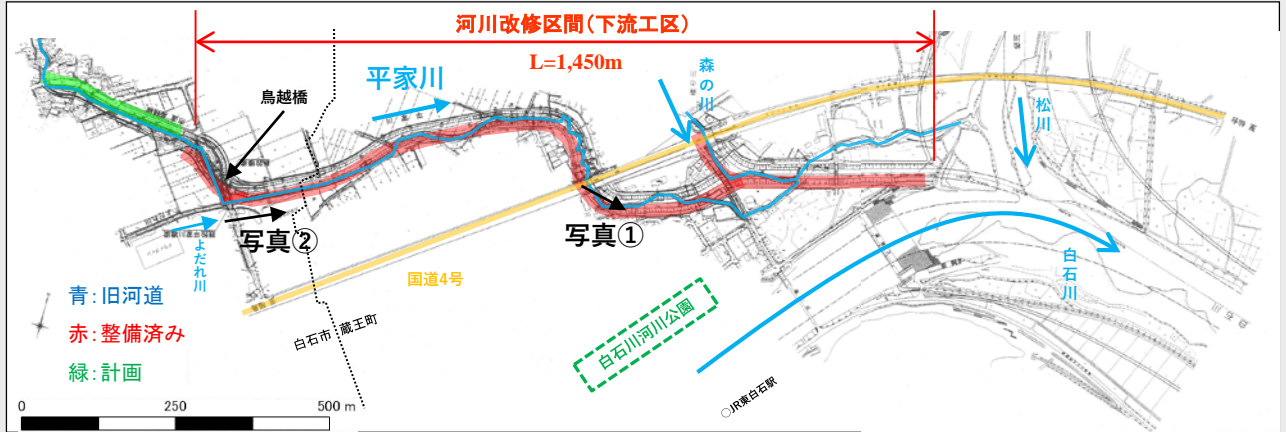 河川改修区間(下流工区)
L=1,450m
平家川
森の川
松川
鳥越橋
よだれ川
写真②
写真①
国道4号
白石川
青:旧河道
赤:整備済み
緑:計画
白石市
蔵王町
白石川河川公園
○JR東白石駅
0 250 500 m